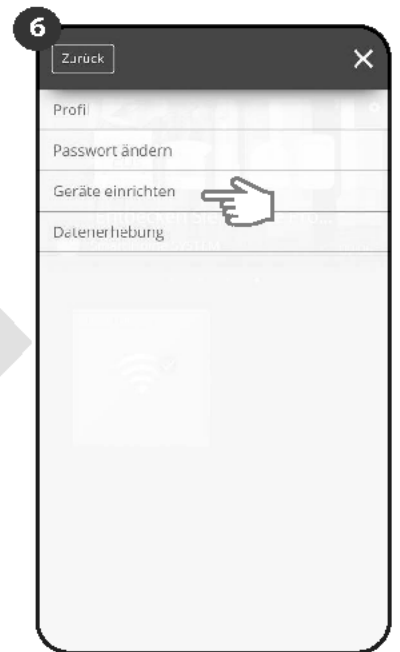 6
Zurück
Profil
Passwort ändern
Geräte einrichten
Datenerhebung